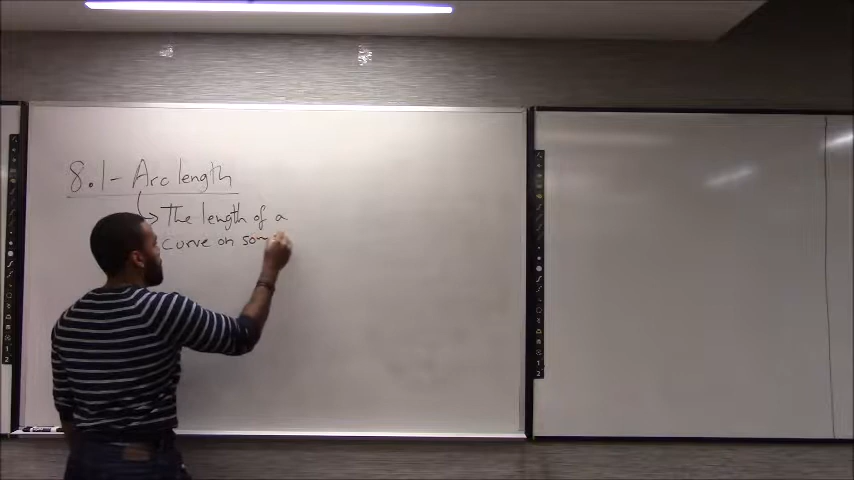 8.1 - Arc length
The length of a
curve on som